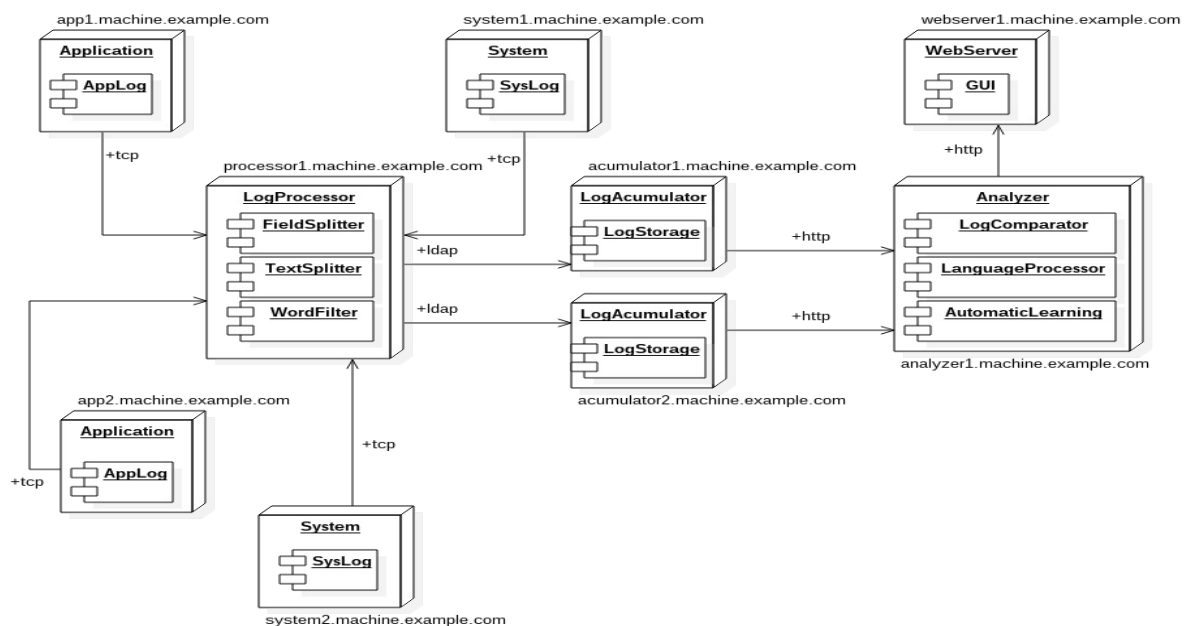 app1.machine.example.com
Application
AppLog
+tcp
system1.machine.example.com
System
SysLog
+tcp
webserver1.machine.example.com
WebServer
GUI
+http
processor1.machine.example.com
LogProcessor
FieldSplitter
TextSplitter
WordFilter
+ldap
+ldap
acumulator1.machine.example.com
LogAcumulator
LogStorage
+http
LogAcumulator
LogStorage
acumulator2.machine.example.com
+http
Analyzer
LogComparator
LanguageProcessor
AutomaticLearning
analyzer1.machine.example.com
app2.machine.example.com
Application
AppLog
+tcp
+tcp
System
SysLog
system2.machine.example.com